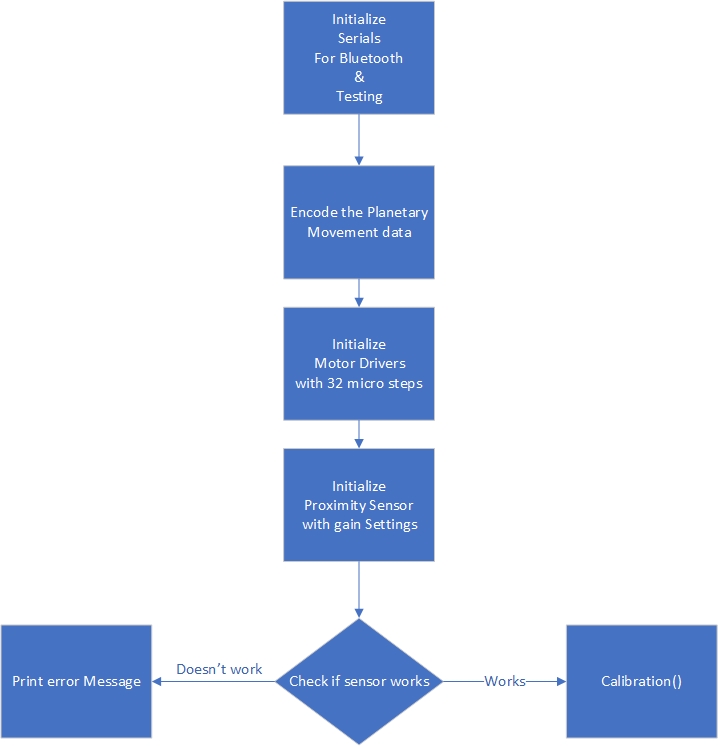 Initialize
Serials
For Bluetooth
&
Testing
Encode the Planetary
Movement data
Initialize
Motor Drivers
with 32 micro steps
Initialize
Proximity Sensor
with gain Settings
Print error Message
Doesn’t work
Check if sensor works
Works
Calibration()